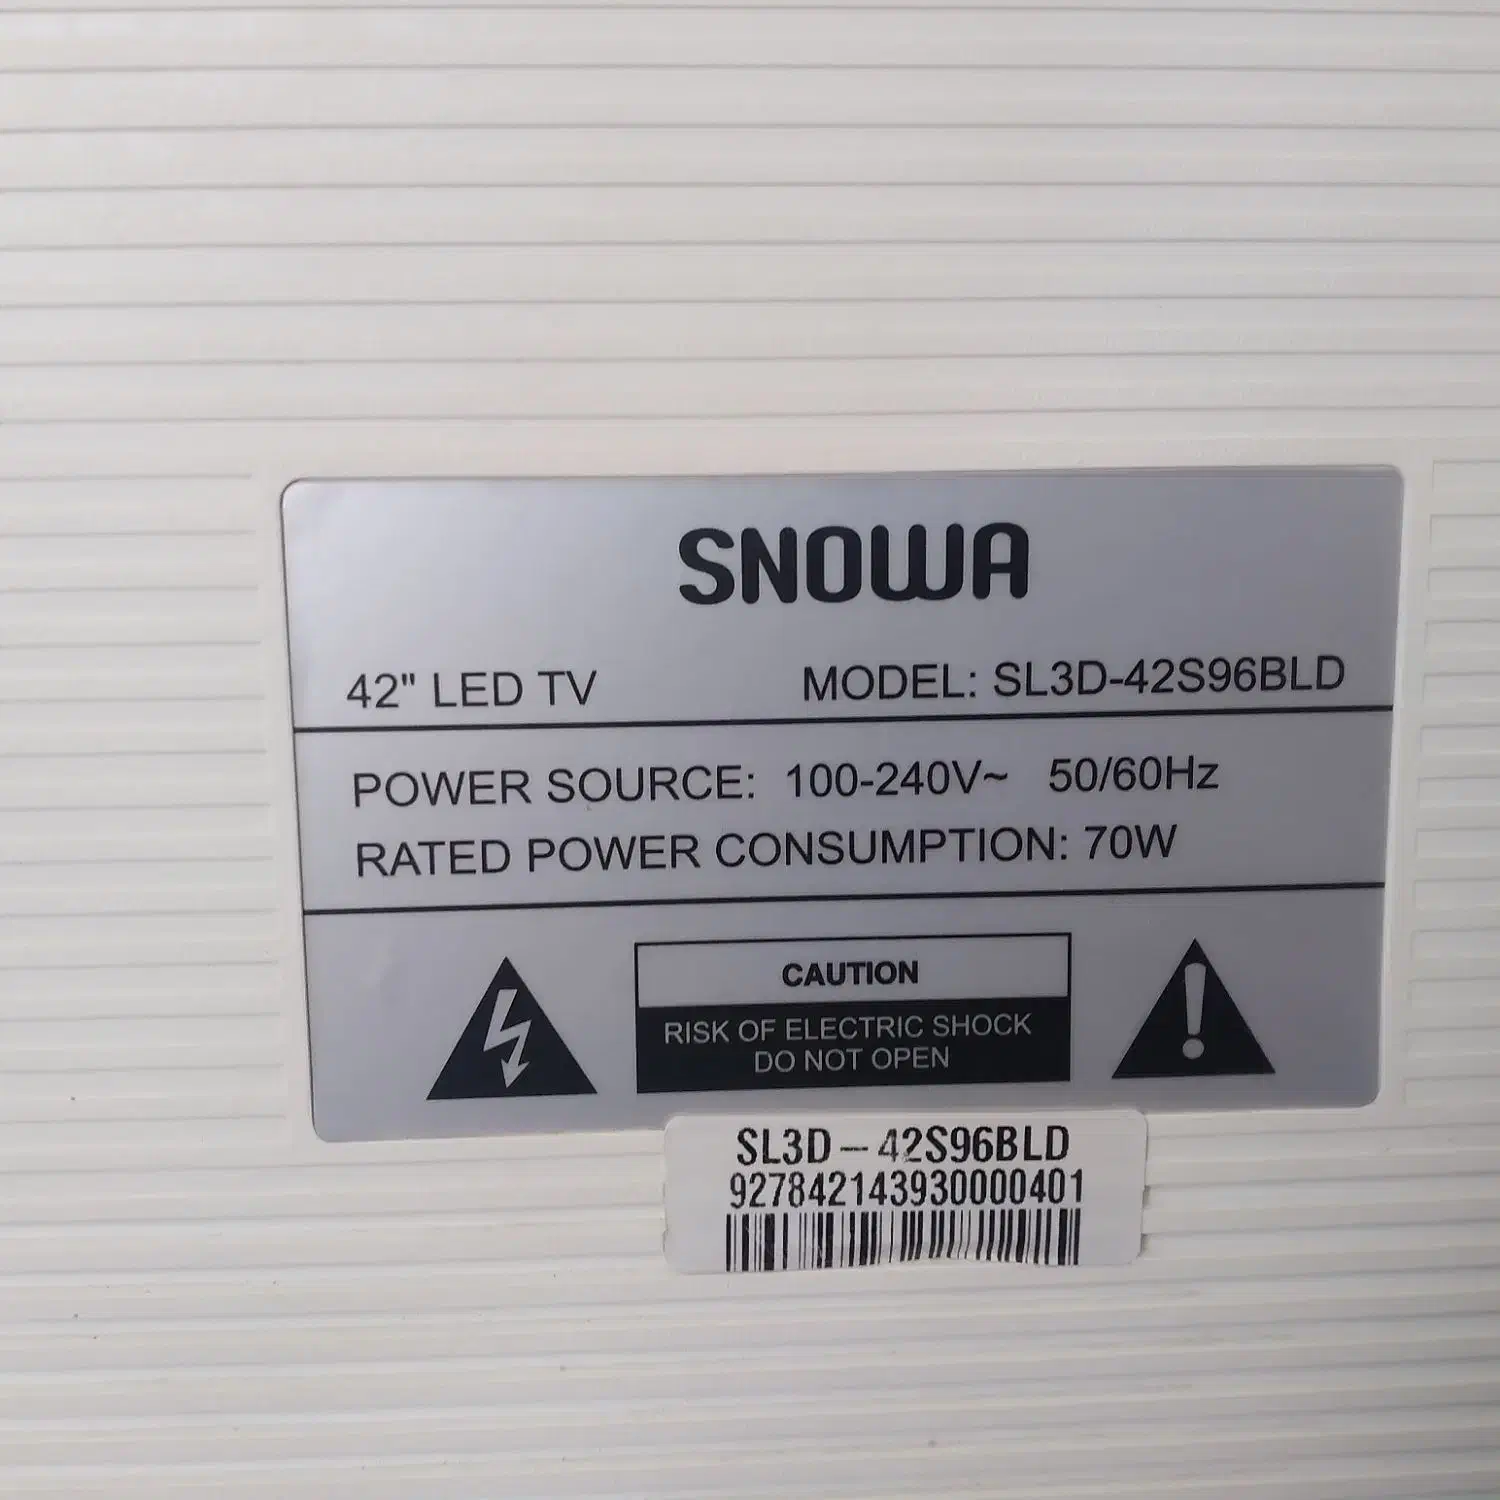 SNOWA
42" LED TV MODEL: SL3D-42S96BLD
POWER SOURCE: 100-240V~ 50/60Hz
RATED POWER CONSUMPTION: 70W
CAUTION
RISK OF ELECTRIC SHOCK
DO NOT OPEN
SL3D-42S96BLD
927842143930000401